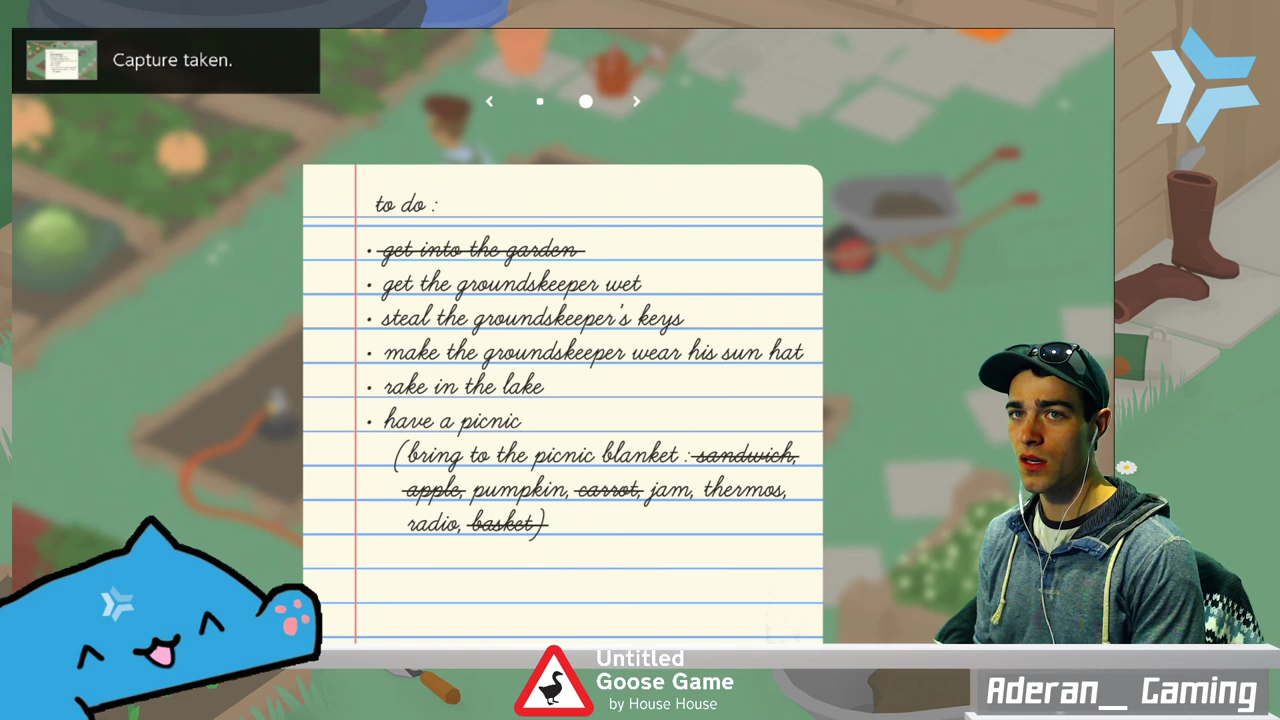 Capture taken.
to do :
• get into the garden
• get the groundskeeper wet
• steal the groundskeeper's keys
• make the groundskeeper wear his sun hat
• rake in the lake
• have a picnic
(bring to the picnic blanket : sandwich,
apple, pumpkin, carrot, jam, thermos,
radio, basket)
Untitled
Goose Game
by House House
Aderan_ Gaming